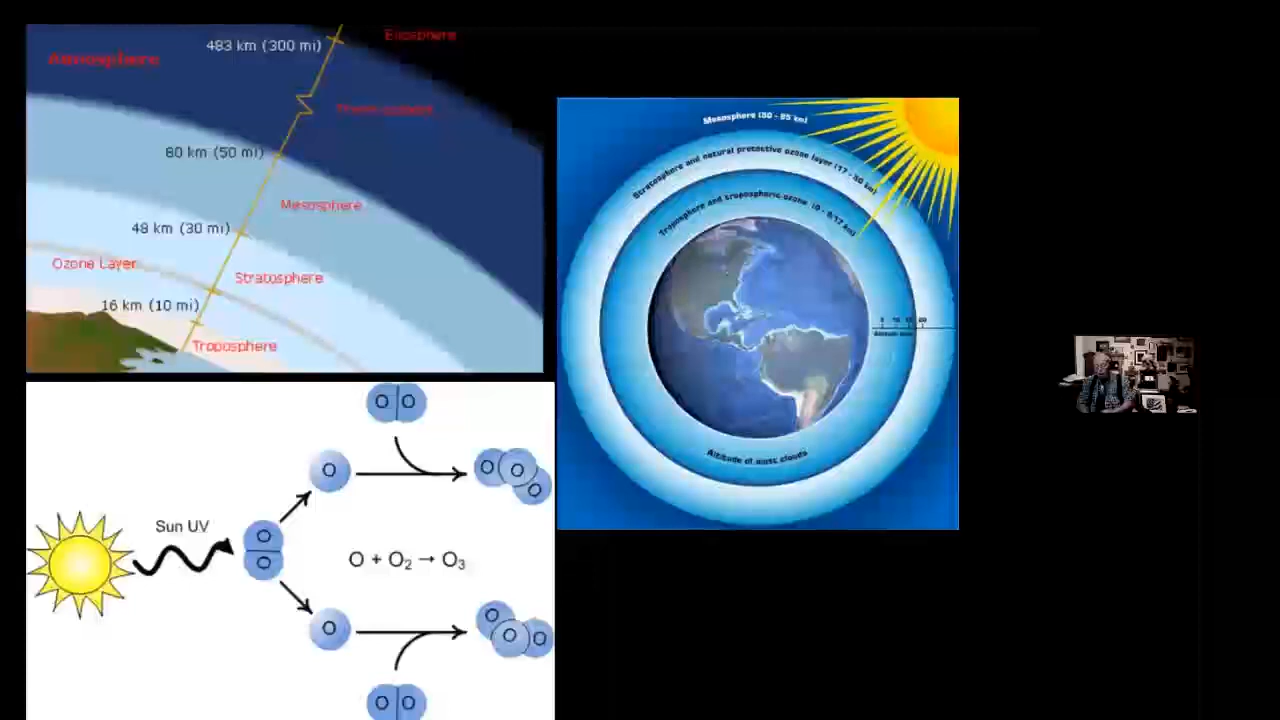 Exosphere
483 km (300 mi)
Atmosphere
80 km (50 mi)
Mesosphere
48 km (30 mi)
Ozone Layer
Stratosphere
16 km (10 mi)
Troposphere
Mesosphere (50 - 85 km)
Stratosphere and natural protective ozone layer (17 - 50 km)
Troposphere and tropospheric ozone (0 - 8/17 km)
Altitude of most clouds
O O
O
O O O
Sun UV
O
O
O + O₂ → O₃
O
O O O
O O